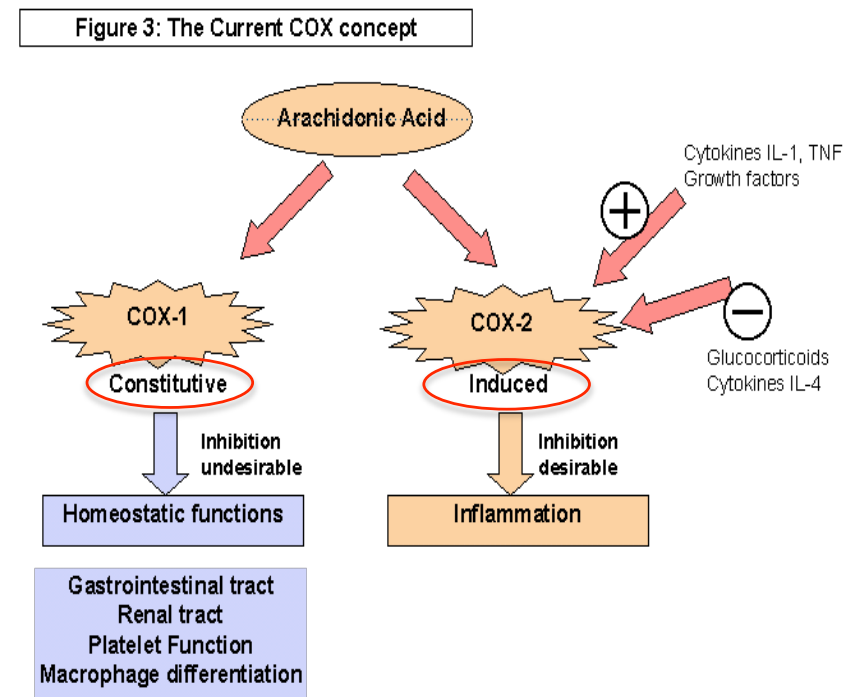 Figure 3: The Current COX concept
Arachidonic Acid
Cytokines IL-1, TNF
Growth factors
+
−
COX-1
COX-2
Constitutive
Induced
Glucocorticoids
Cytokines IL-4
Inhibition
undesirable
Inhibition
desirable
Homeostatic functions
Inflammation
Gastrointestinal tract
Renal tract
Platelet Function
Macrophage differentiation